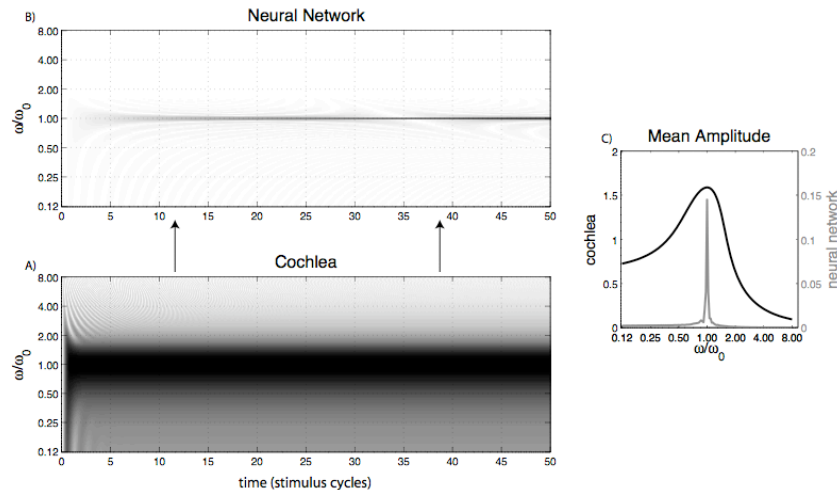 B)
Neural Network
8.00
4.00
2.00
1.00
0.50
0.25
0.12
ω/ω0
0 5 10 15 20 25 30 35 40 45 50
A)
Cochlea
8.00
4.00
2.00
1.00
0.50
0.25
0.12
ω/ω0
0 5 10 15 20 25 30 35 40 45 50
time (stimulus cycles)
C)
Mean Amplitude
2
1.5
1
0.5
0
cochlea
0.2
0.15
0.1
0.05
0
neural network
0.12 0.25 0.50 1.00 2.00 4.00 8.00
ω/ω0